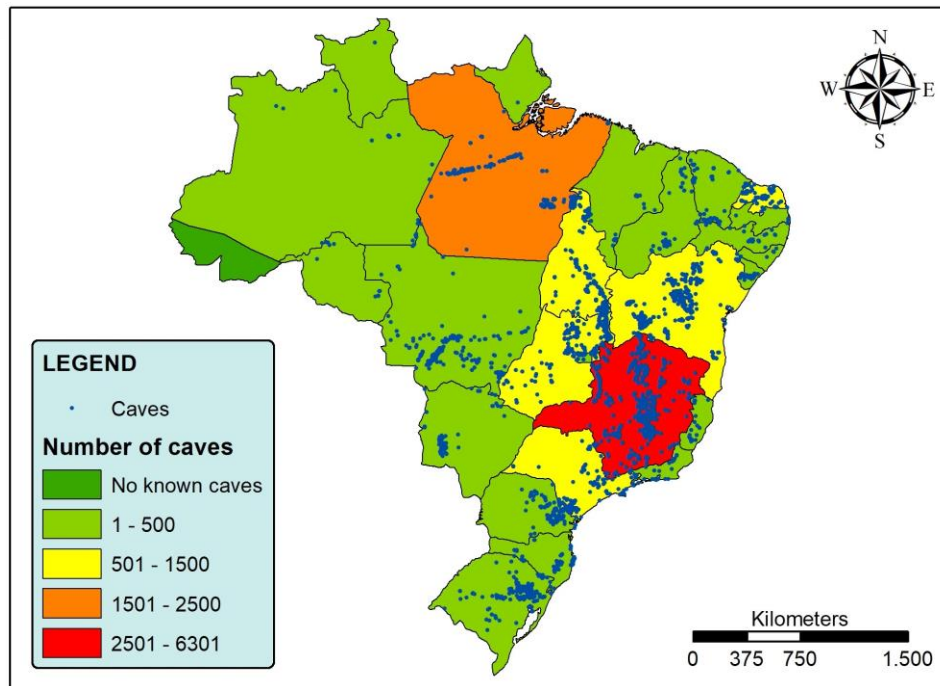 N
W E
S
LEGEND
Caves
Number of caves
No known caves
1 - 500
501 - 1500
1501 - 2500
2501 - 6301
Kilometers
0 375 750 1.500